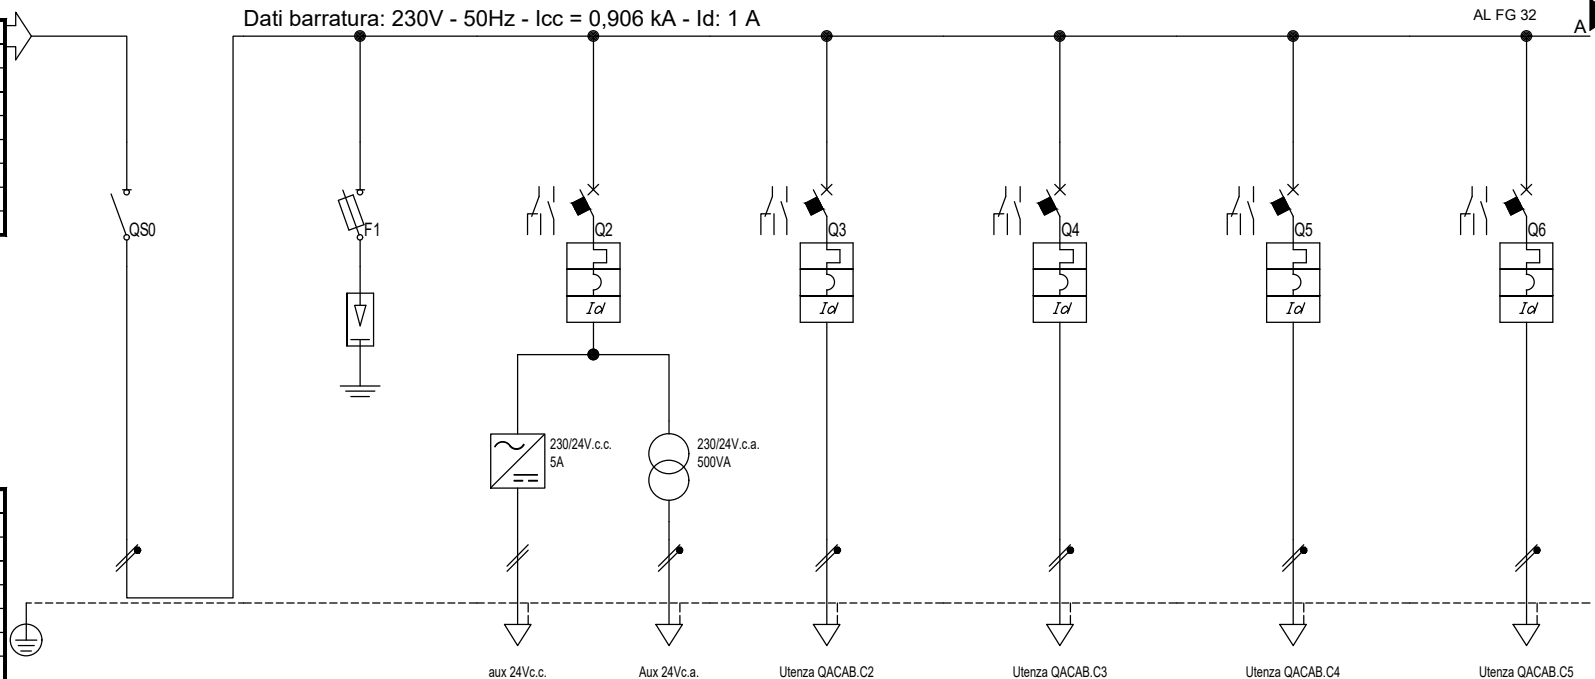 Dati barratura: 230V - 50Hz - Icc = 0,906 kA - Id: 1 A
AL FG 32
A
QS0
F1
Q2
Q3
Q4
Q5
Q6
Id
Id
Id
Id
Id
230/24V.c.c.
5A
230/24V.c.a.
500VA
aux 24Vc.c.
Aux 24Vc.a.
Utenza QACAB.C2
Utenza QACAB.C3
Utenza QACAB.C4
Utenza QACAB.C5